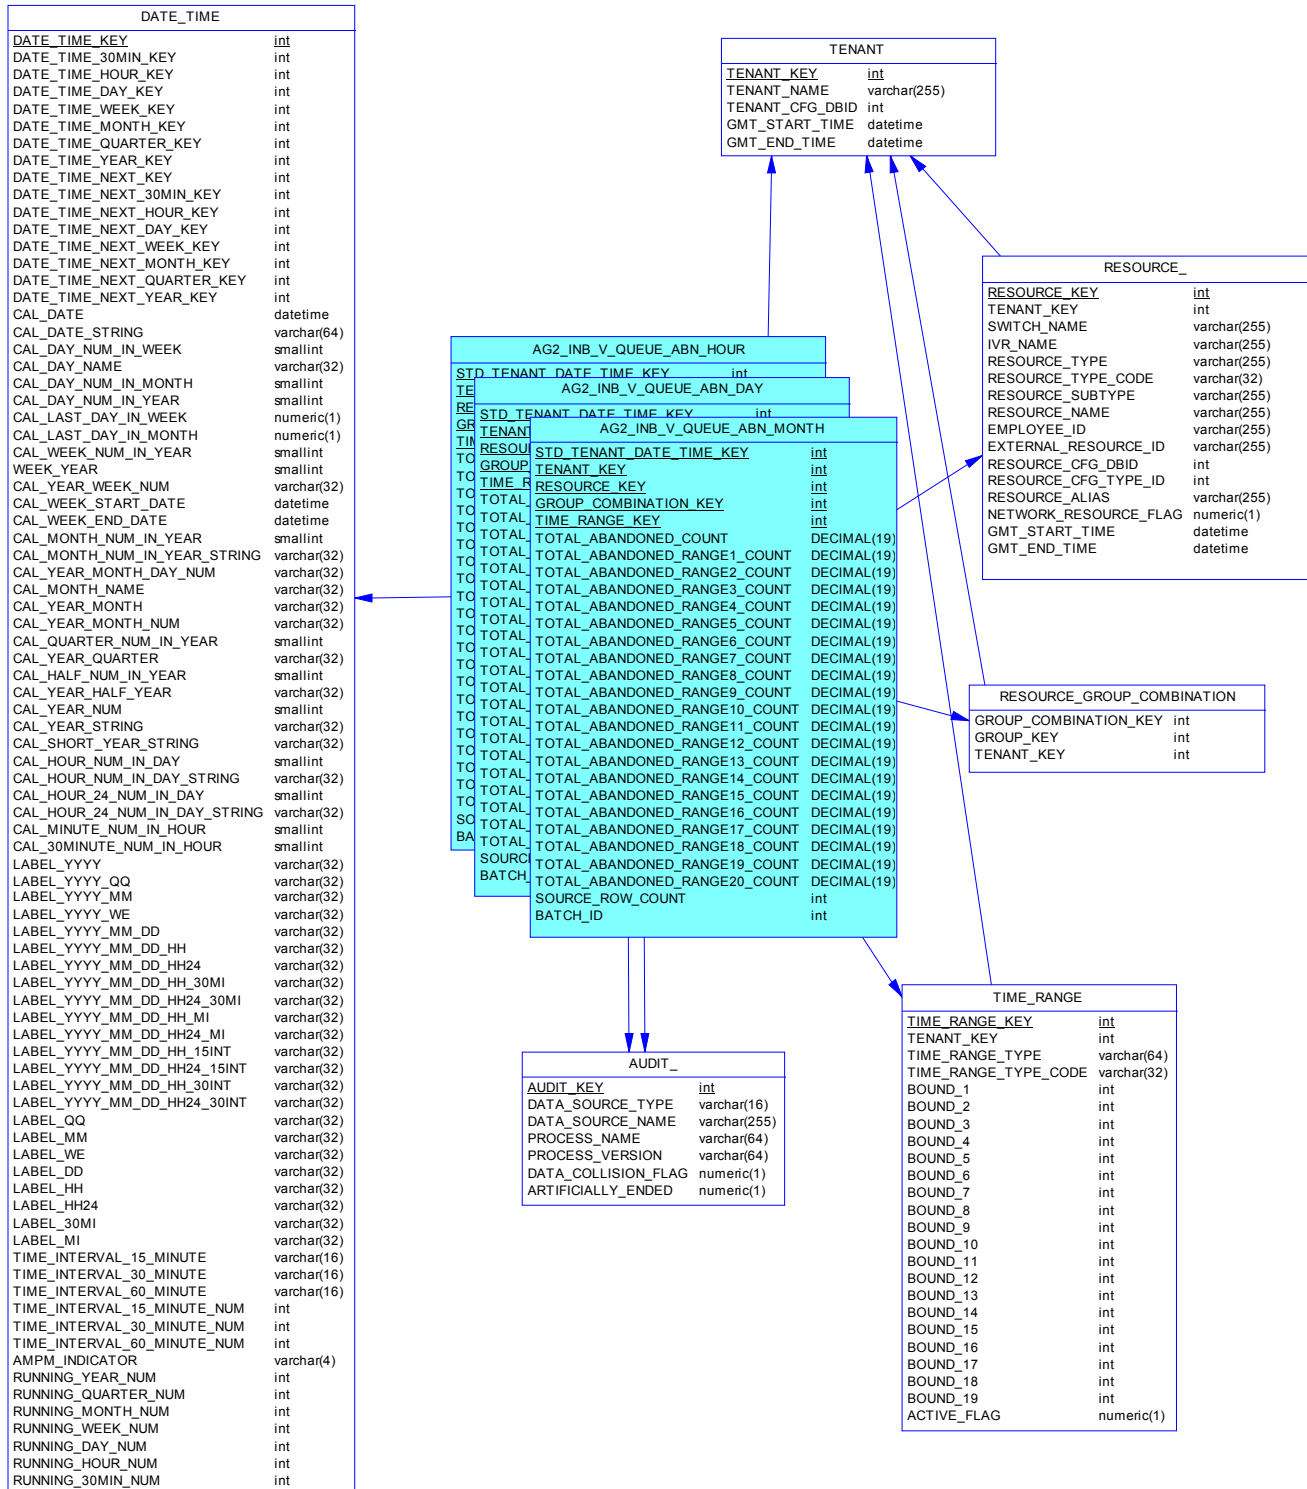 DATE_TIME
DATE_TIME_KEY int
DATE_TIME_30MIN_KEY int
DATE_TIME_HOUR_KEY int
DATE_TIME_DAY_KEY int
DATE_TIME_WEEK_KEY int
DATE_TIME_MONTH_KEY int
DATE_TIME_QUARTER_KEY int
DATE_TIME_YEAR_KEY int
DATE_TIME_NEXT_KEY int
DATE_TIME_NEXT_30MIN_KEY int
DATE_TIME_NEXT_HOUR_KEY int
DATE_TIME_NEXT_DAY_KEY int
DATE_TIME_NEXT_WEEK_KEY int
DATE_TIME_NEXT_MONTH_KEY int
DATE_TIME_NEXT_QUARTER_KEY int
DATE_TIME_NEXT_YEAR_KEY int
CAL_DATE datetime
CAL_DATE_STRING varchar(64)
CAL_DAY_NUM_IN_WEEK smallint
CAL_DAY_NAME varchar(32)
CAL_DAY_NUM_IN_MONTH smallint
CAL_DAY_NUM_IN_YEAR smallint
CAL_LAST_DAY_IN_WEEK numeric(1)
CAL_LAST_DAY_IN_MONTH numeric(1)
CAL_WEEK_NUM_IN_YEAR smallint
WEEK_YEAR smallint
CAL_YEAR_WEEK_NUM varchar(32)
CAL_WEEK_START_DATE datetime
CAL_WEEK_END_DATE datetime
CAL_MONTH_NUM_IN_YEAR smallint
CAL_MONTH_NUM_IN_YEAR_STRING varchar(32)
CAL_YEAR_MONTH_DAY_NUM varchar(32)
CAL_MONTH_NAME varchar(32)
CAL_YEAR_MONTH varchar(32)
CAL_YEAR_MONTH_NUM varchar(32)
CAL_QUARTER_NUM_IN_YEAR smallint
CAL_YEAR_QUARTER varchar(32)
CAL_HALF_NUM_IN_YEAR smallint
CAL_YEAR_HALF_YEAR varchar(32)
CAL_YEAR_NUM smallint
CAL_YEAR_STRING varchar(32)
CAL_SHORT_YEAR_STRING varchar(32)
CAL_HOUR_NUM_IN_DAY smallint
CAL_HOUR_NUM_IN_DAY_STRING varchar(32)
CAL_HOUR_24_NUM_IN_DAY smallint
CAL_HOUR_24_NUM_IN_DAY_STRING varchar(32)
CAL_MINUTE_NUM_IN_HOUR smallint
CAL_30MINUTE_NUM_IN_HOUR smallint
LABEL_YYYY varchar(32)
LABEL_YYYY_QQ varchar(32)
LABEL_YYYY_MM varchar(32)
LABEL_YYYY_WE varchar(32)
LABEL_YYYY_MM_DD varchar(32)
LABEL_YYYY_MM_DD_HH varchar(32)
LABEL_YYYY_MM_DD_HH24 varchar(32)
LABEL_YYYY_MM_DD_HH_30MI varchar(32)
LABEL_YYYY_MM_DD_HH24_30MI varchar(32)
LABEL_YYYY_MM_DD_HH_MI varchar(32)
LABEL_YYYY_MM_DD_HH24_MI varchar(32)
LABEL_YYYY_MM_DD_HH_15INT varchar(32)
LABEL_YYYY_MM_DD_HH24_15INT varchar(32)
LABEL_YYYY_MM_DD_HH_30INT varchar(32)
LABEL_YYYY_MM_DD_HH24_30INT varchar(32)
LABEL_QQ varchar(32)
LABEL_MM varchar(32)
LABEL_WE varchar(32)
LABEL_DD varchar(32)
LABEL_HH varchar(32)
LABEL_HH24 varchar(32)
LABEL_30MI varchar(32)
LABEL_MI varchar(32)
TIME_INTERVAL_15_MINUTE varchar(16)
TIME_INTERVAL_30_MINUTE varchar(16)
TIME_INTERVAL_60_MINUTE varchar(16)
TIME_INTERVAL_15_MINUTE_NUM int
TIME_INTERVAL_30_MINUTE_NUM int
TIME_INTERVAL_60_MINUTE_NUM int
AMPM_INDICATOR varchar(4)
RUNNING_YEAR_NUM int
RUNNING_QUARTER_NUM int
RUNNING_MONTH_NUM int
RUNNING_WEEK_NUM int
RUNNING_DAY_NUM int
RUNNING_HOUR_NUM int
RUNNING_30MIN_NUM int
TENANT
TENANT_KEY int
TENANT_NAME varchar(255)
TENANT_CFG_DBID int
GMT_START_TIME datetime
GMT_END_TIME datetime
RESOURCE_
RESOURCE_KEY int
TENANT_KEY int
SWITCH_NAME varchar(255)
IVR_NAME varchar(255)
RESOURCE_TYPE varchar(255)
RESOURCE_TYPE_CODE varchar(32)
RESOURCE_SUBTYPE varchar(255)
RESOURCE_NAME varchar(255)
EMPLOYEE_ID varchar(255)
EXTERNAL_RESOURCE_ID varchar(255)
RESOURCE_CFG_DBID int
RESOURCE_CFG_TYPE_ID int
RESOURCE_ALIAS varchar(255)
NETWORK_RESOURCE_FLAG numeric(1)
GMT_START_TIME datetime
GMT_END_TIME datetime
AG2_INB_V_QUEUE_ABN_HOUR
STD_TENANT_DATE_TIME_KEY int
AG2_INB_V_QUEUE_ABN_DAY
STD_TENANT_DATE_TIME_KEY int
AG2_INB_V_QUEUE_ABN_MONTH
STD_TENANT_DATE_TIME_KEY int
TENANT_KEY int
RESOURCE_KEY int
GROUP_COMBINATION_KEY int
TIME_RANGE_KEY int
TOTAL_ABANDONED_COUNT DECIMAL(19)
TOTAL_ABANDONED_RANGE1_COUNT DECIMAL(19)
TOTAL_ABANDONED_RANGE2_COUNT DECIMAL(19)
TOTAL_ABANDONED_RANGE3_COUNT DECIMAL(19)
TOTAL_ABANDONED_RANGE4_COUNT DECIMAL(19)
TOTAL_ABANDONED_RANGE5_COUNT DECIMAL(19)
TOTAL_ABANDONED_RANGE6_COUNT DECIMAL(19)
TOTAL_ABANDONED_RANGE7_COUNT DECIMAL(19)
TOTAL_ABANDONED_RANGE8_COUNT DECIMAL(19)
TOTAL_ABANDONED_RANGE9_COUNT DECIMAL(19)
TOTAL_ABANDONED_RANGE10_COUNT DECIMAL(19)
TOTAL_ABANDONED_RANGE11_COUNT DECIMAL(19)
TOTAL_ABANDONED_RANGE12_COUNT DECIMAL(19)
TOTAL_ABANDONED_RANGE13_COUNT DECIMAL(19)
TOTAL_ABANDONED_RANGE14_COUNT DECIMAL(19)
TOTAL_ABANDONED_RANGE15_COUNT DECIMAL(19)
TOTAL_ABANDONED_RANGE16_COUNT DECIMAL(19)
TOTAL_ABANDONED_RANGE17_COUNT DECIMAL(19)
TOTAL_ABANDONED_RANGE18_COUNT DECIMAL(19)
TOTAL_ABANDONED_RANGE19_COUNT DECIMAL(19)
TOTAL_ABANDONED_RANGE20_COUNT DECIMAL(19)
SOURCE_ROW_COUNT int
BATCH_ID int
RESOURCE_GROUP_COMBINATION
GROUP_COMBINATION_KEY int
GROUP_KEY int
TENANT_KEY int
AUDIT_
AUDIT_KEY int
DATA_SOURCE_TYPE varchar(16)
DATA_SOURCE_NAME varchar(255)
PROCESS_NAME varchar(64)
PROCESS_VERSION varchar(64)
DATA_COLLISION_FLAG numeric(1)
ARTIFICIALLY_ENDED numeric(1)
TIME_RANGE
TIME_RANGE_KEY int
TENANT_KEY int
TIME_RANGE_TYPE varchar(64)
TIME_RANGE_TYPE_CODE varchar(32)
BOUND_1 int
BOUND_2 int
BOUND_3 int
BOUND_4 int
BOUND_5 int
BOUND_6 int
BOUND_7 int
BOUND_8 int
BOUND_9 int
BOUND_10 int
BOUND_11 int
BOUND_12 int
BOUND_13 int
BOUND_14 int
BOUND_15 int
BOUND_16 int
BOUND_17 int
BOUND_18 int
BOUND_19 int
ACTIVE_FLAG numeric(1)